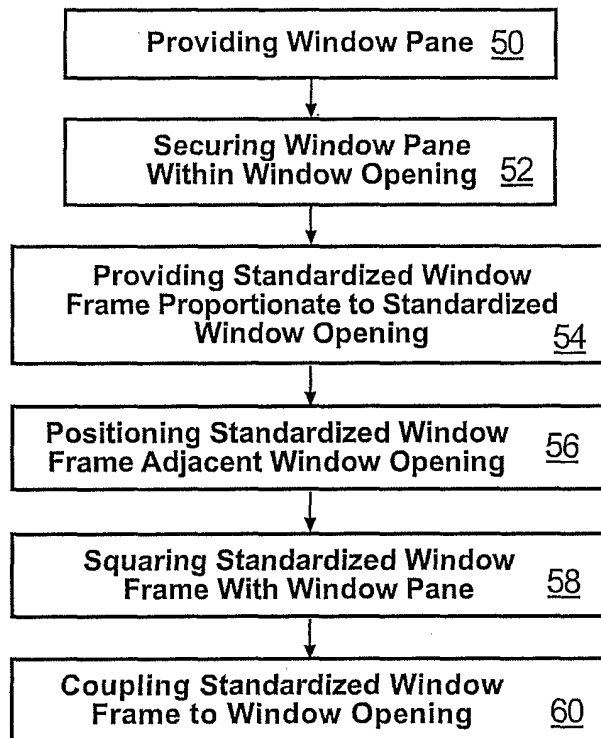 Providing Window Pane 50
Securing Window Pane
Within Window Opening 52
Providing Standardized Window
Frame Proportionate to Standardized
Window Opening 54
Positioning Standardized Window
Frame Adjacent Window Opening 56
Squaring Standardized Window
Frame With Window Pane 58
Coupling Standardized Window
Frame to Window Opening 60